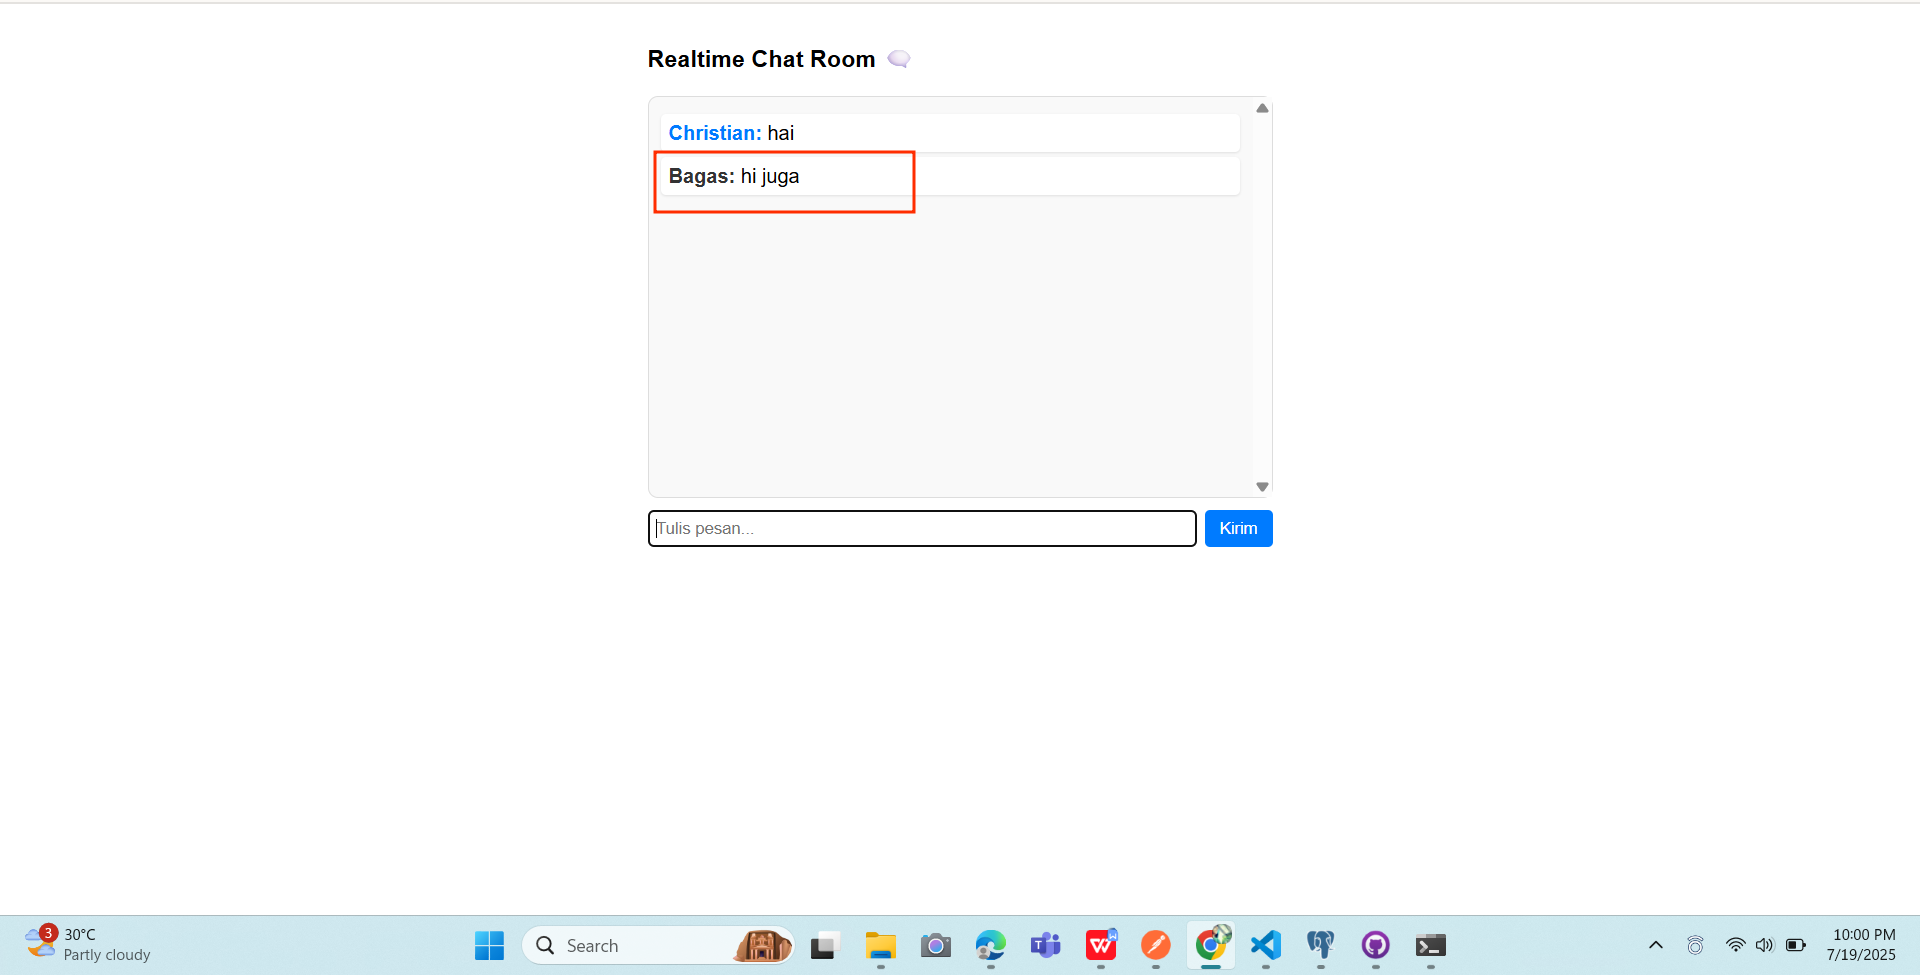 Realtime Chat Room
Christian: hai
Bagas: hi juga
Tulis pesan...
Kirim
3
30°C
Partly cloudy
Search
10:00 PM
7/19/2025